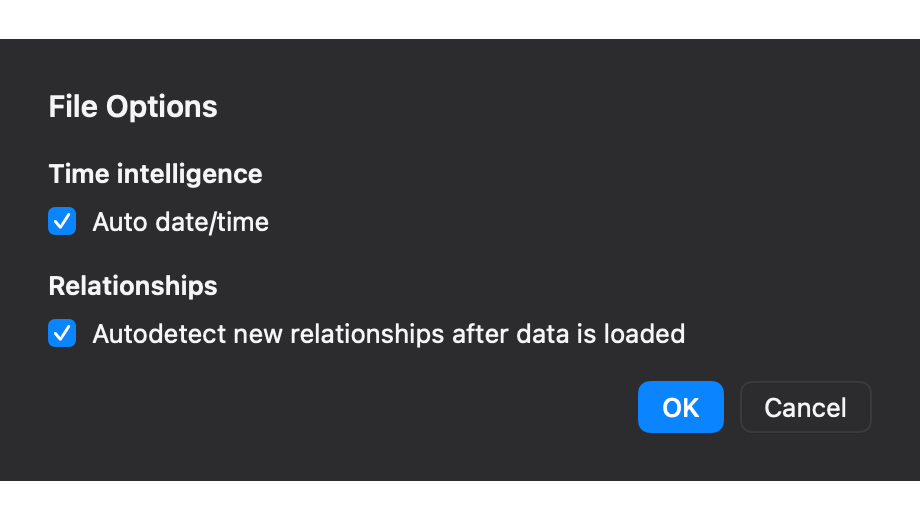 File Options
Time intelligence
Auto date/time
Relationships
Autodetect new relationships after data is loaded
OK Cancel